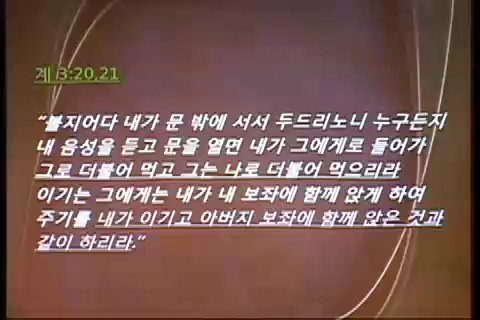 계 3:20,21
“볼지어다 내가 문 밖에 서서 두드리노니 누구든지
내 음성을 듣고 문을 열면 내가 그에게로 들어가
그로 더불어 먹고 그는 나로 더불어 먹으리라
이기는 그에게는 내가 내 보좌에 함께 앉게 하여
주기를 내가 이기고 아버지 보좌에 함께 앉은 것과
같이 하리라.”